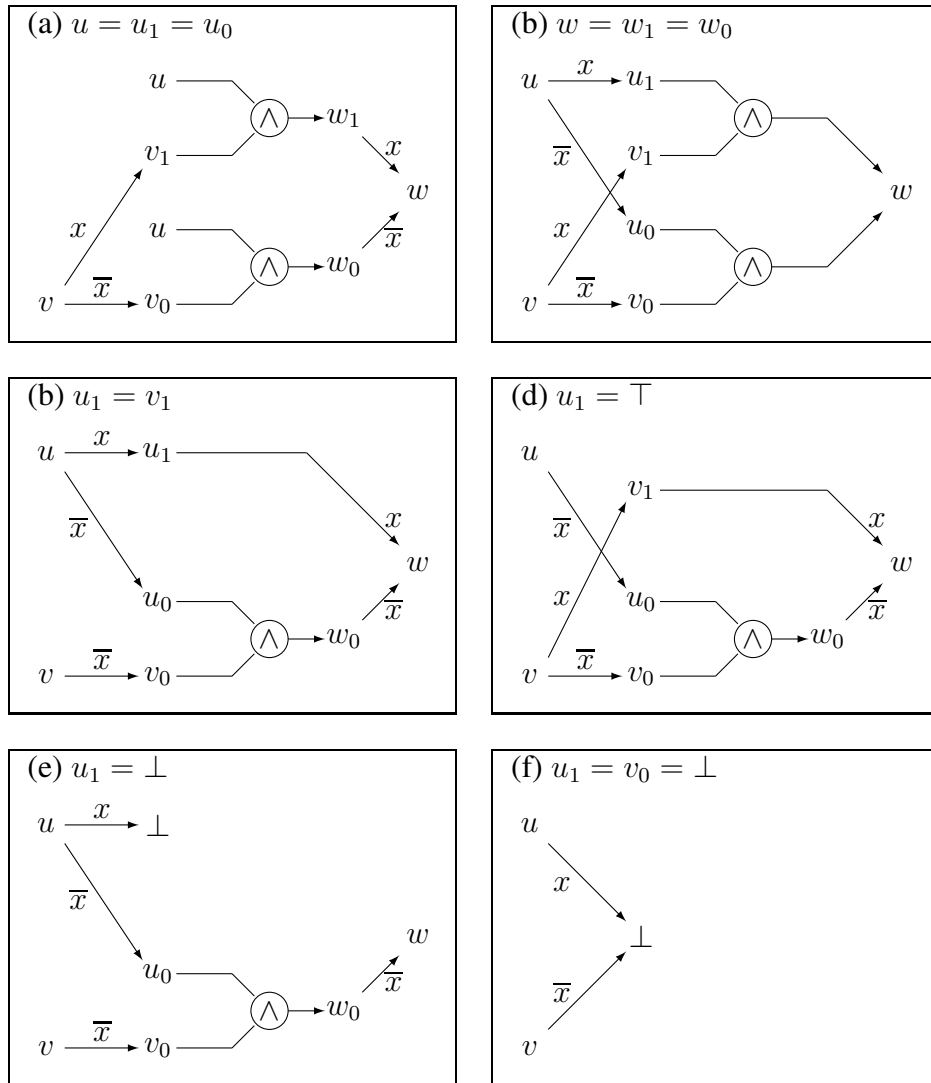 (a) u = u₁ = u₀
u
w₁
x
v₁
w
x
u
x̅
w₀
x̅
v
v₀
(b) w = w₁ = w₀
x
u
u₁
x̅
v₁
w
x
u₀
x̅
v
v₀
(b) u₁ = v₁
x
u
u₁
x̅
x
w
u₀
x̅
w₀
x̅
v
v₀
(d) u₁ = ⊤
u
v₁
x̅
x
w
x
u₀
x̅
w₀
x̅
v
v₀
(e) u₁ = ⊥
x
u
⊥
x̅
w
u₀
x̅
w₀
x̅
v
v₀
(f) u₁ = v₀ = ⊥
u
x
⊥
x̅
v
∧
∧
∧
∧
∧
∧
∧